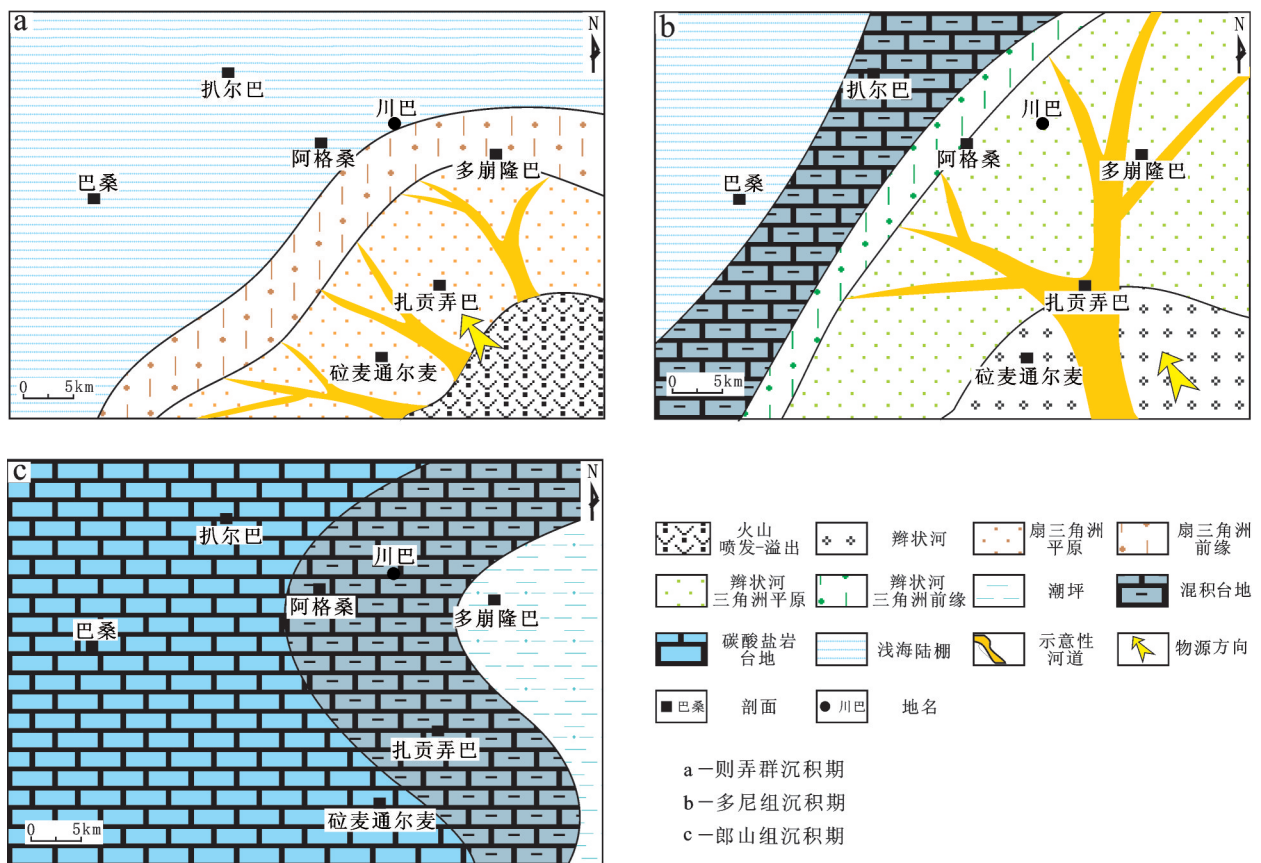 a
N
扒尔巴
川巴
阿格桑
多崩隆巴
巴桑
扎贡弄巴
砬麦通尔麦
0 5km
b
N
扒尔巴
川巴
阿格桑
多崩隆巴
巴桑
扎贡弄巴
砬麦通尔麦
0 5km
c
N
扒尔巴
川巴
阿格桑
多崩隆巴
巴桑
扎贡弄巴
砬麦通尔麦
0 5km
火山
喷发-溢出
辫状河
扇三角洲
平原
扇三角洲
前缘
辫状河
三角洲平原
辫状河
三角洲前缘
潮坪
混积台地
碳酸盐岩
台地
浅海陆棚
示意性
河道
物源方向
巴桑
剖面
川巴
地名
a－则弄群沉积期
b－多尼组沉积期
c－郎山组沉积期